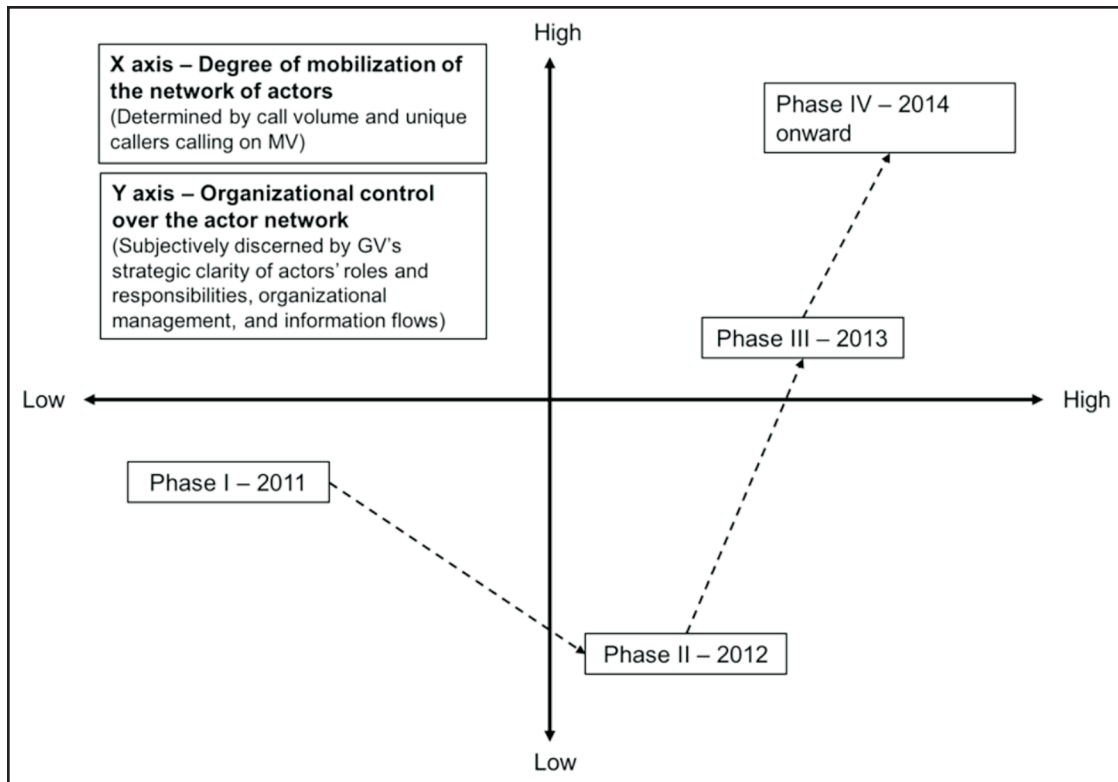 High
X axis – Degree of mobilization of
the network of actors
(Determined by call volume and unique
callers calling on MV)
Y axis – Organizational control
over the actor network
(Subjectively discerned by GV’s
strategic clarity of actors’ roles and
responsibilities, organizational
management, and information flows)
Phase IV – 2014
onward
Phase III – 2013
Low
High
Phase I – 2011
Phase II – 2012
Low